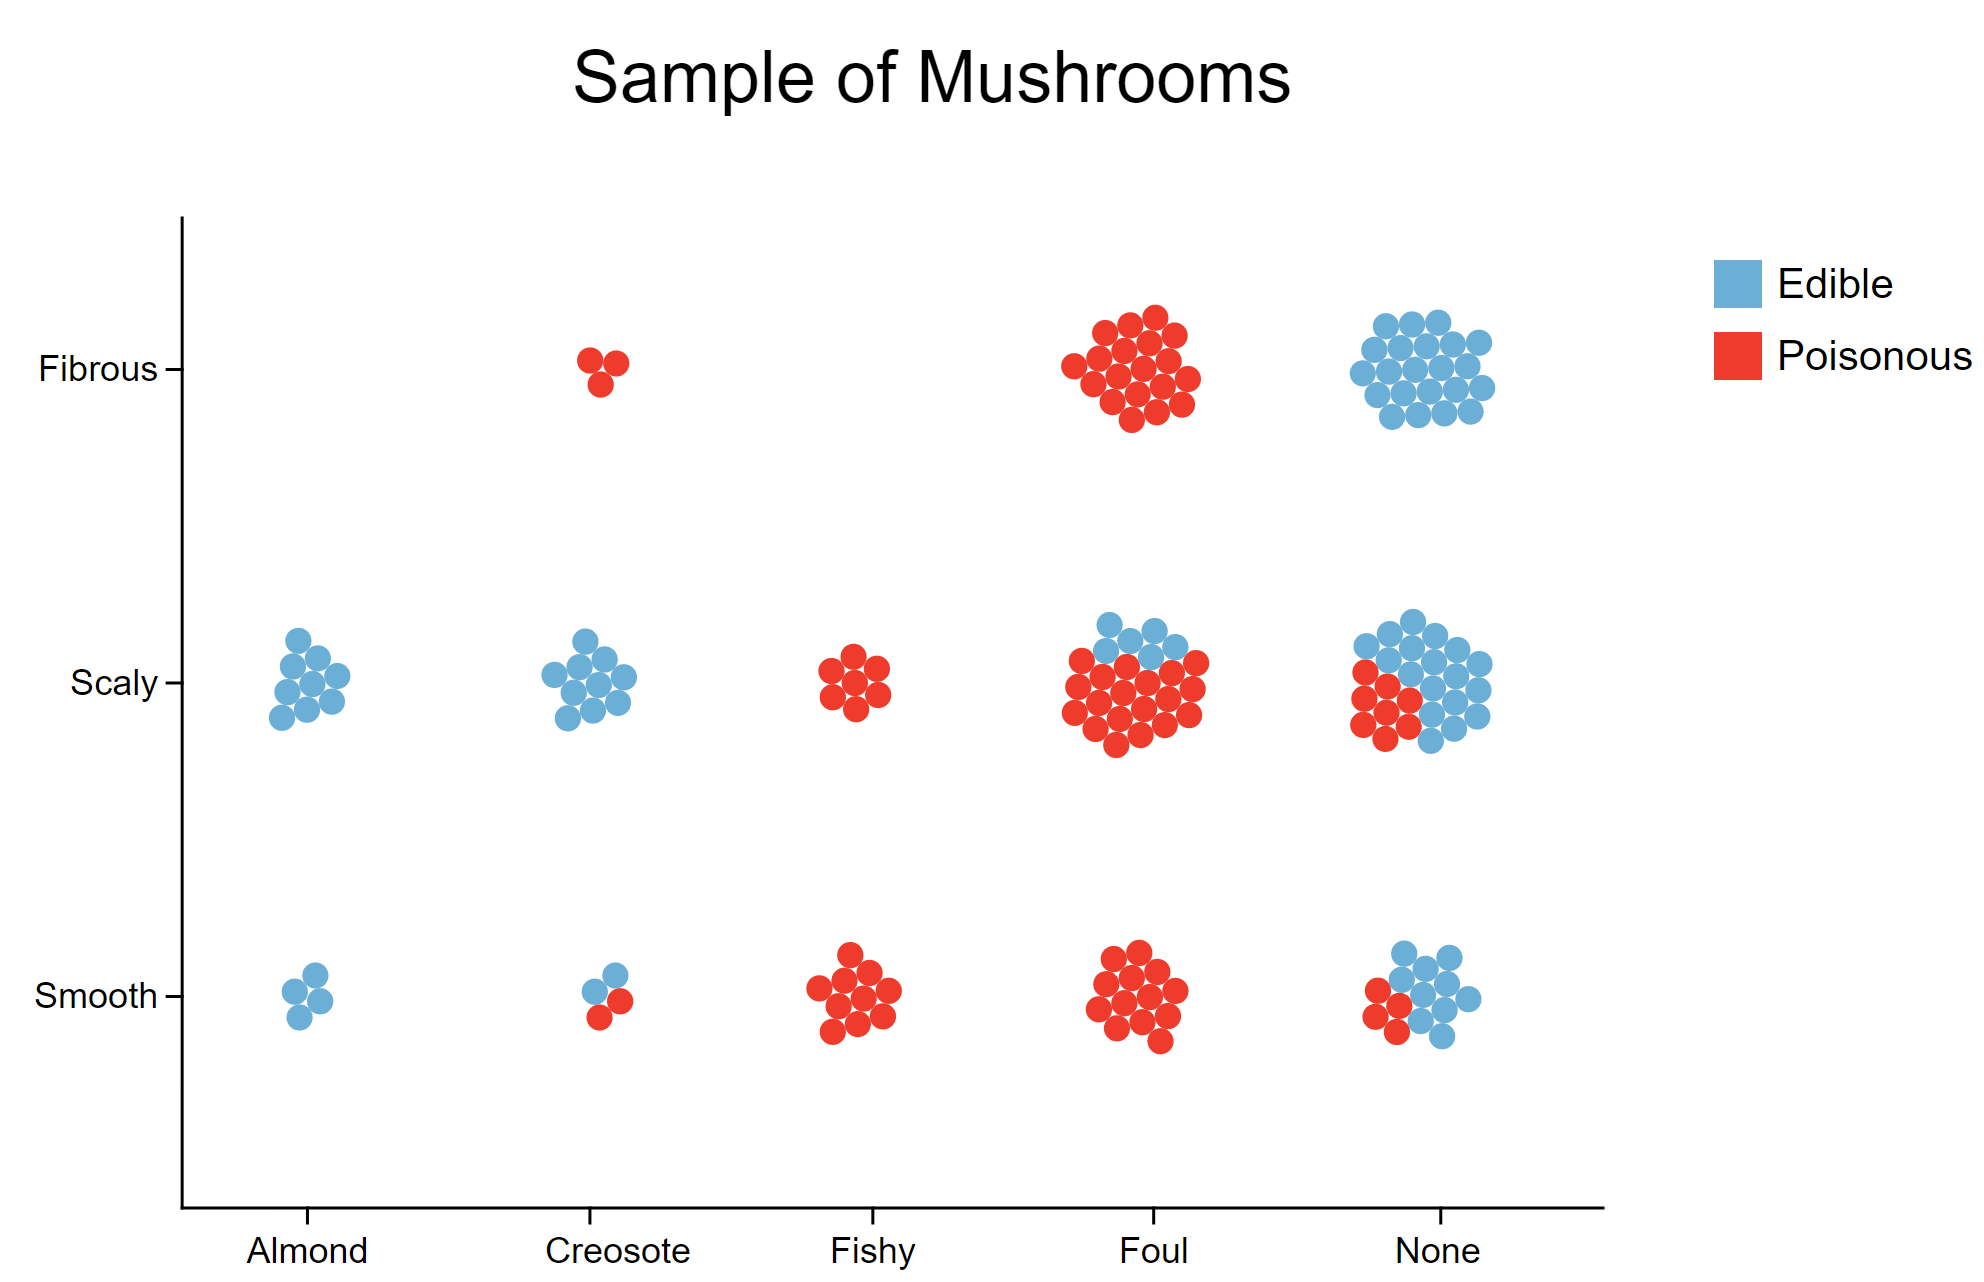 Sample of Mushrooms
Edible
Poisonous
Fibrous
Scaly
Smooth
Almond
Creosote
Fishy
Foul
None